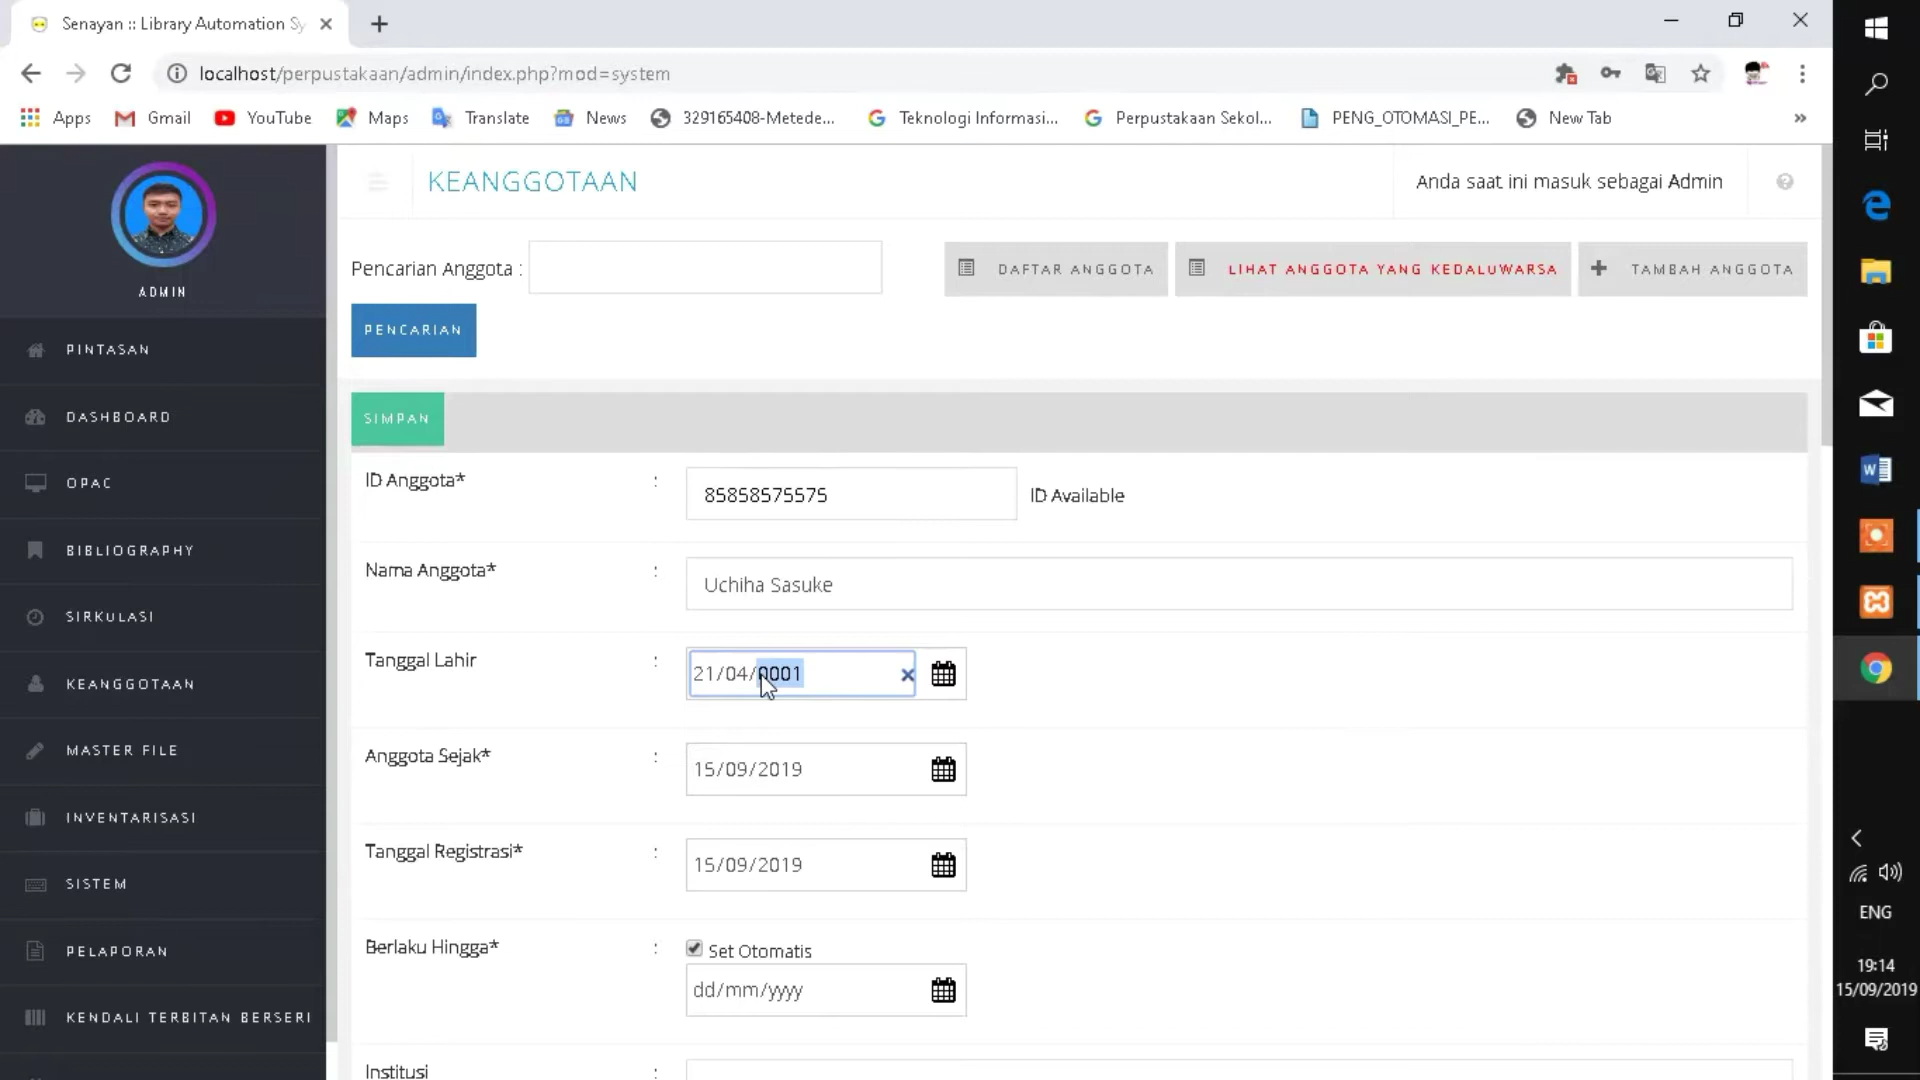 Senayan :: Library Automation Sy
localhost/perpustakaan/admin/index.php?mod=system
Apps Gmail YouTube Maps Translate News 329165408-Metede... Teknologi Informasi... Perpustakaan Sekol... PENG_OTOMASI_PE... New Tab »
KEANGGOTAAN
Anda saat ini masuk sebagai Admin
ADMIN
Pencarian Anggota :
DAFTAR ANGGOTA
LIHAT ANGGOTA YANG KEDALUWARSA
TAMBAH ANGGOTA
PENCARIAN
PINTASAN
DASHBOARD
OPAC
BIBLIOGRAPHY
SIRKULASI
KEANGGOTAAN
MASTER FILE
INVENTARISASI
SISTEM
PELAPORAN
KENDALI TERBITAN BERSERI
SIMPAN
ID Anggota* : 85858575575 ID Available
Nama Anggota* : Uchiha Sasuke
Tanggal Lahir : 21/04/0001
Anggota Sejak* : 15/09/2019
Tanggal Registrasi* : 15/09/2019
Berlaku Hingga* : Set Otomatis
dd/mm/yyyy
Institusi :
ENG
19:14
15/09/2019